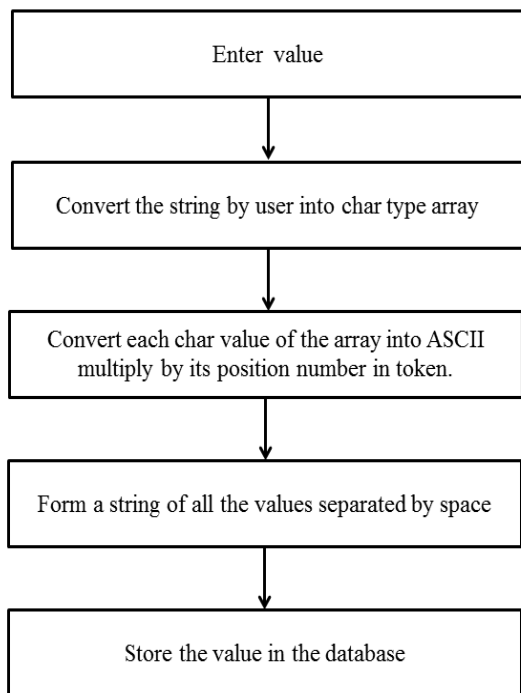 Enter value
Convert the string by user into char type array
Convert each char value of the array into ASCII
multiply by its position number in token.
Form a string of all the values separated by space
Store the value in the database